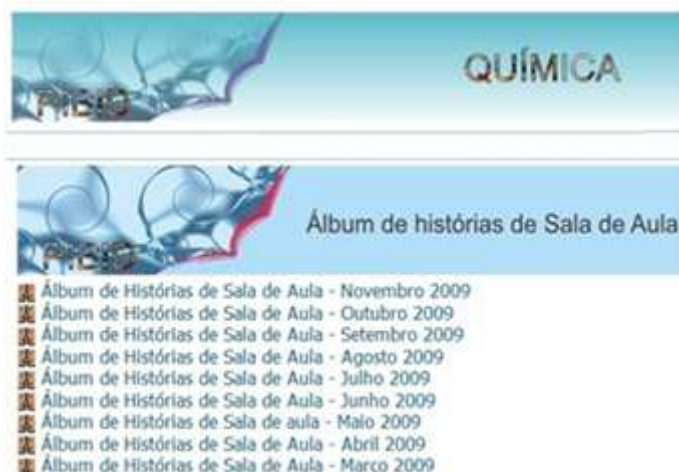 PIBID
QUÍMICA
PIBID
Álbum de histórias de Sala de Aula
Álbum de Histórias de Sala de Aula - Novembro 2009
Álbum de Histórias de Sala de Aula - Outubro 2009
Álbum de Histórias de Sala de Aula - Setembro 2009
Álbum de Histórias de Sala de Aula - Agosto 2009
Álbum de Histórias de Sala de Aula - Julho 2009
Álbum de Histórias de Sala de Aula - Junho 2009
Álbum de Histórias de Sala de aula - Maio 2009
Álbum de Histórias de Sala de Aula - Abril 2009
Álbum de Histórias de Sala de Aula - Março 2009